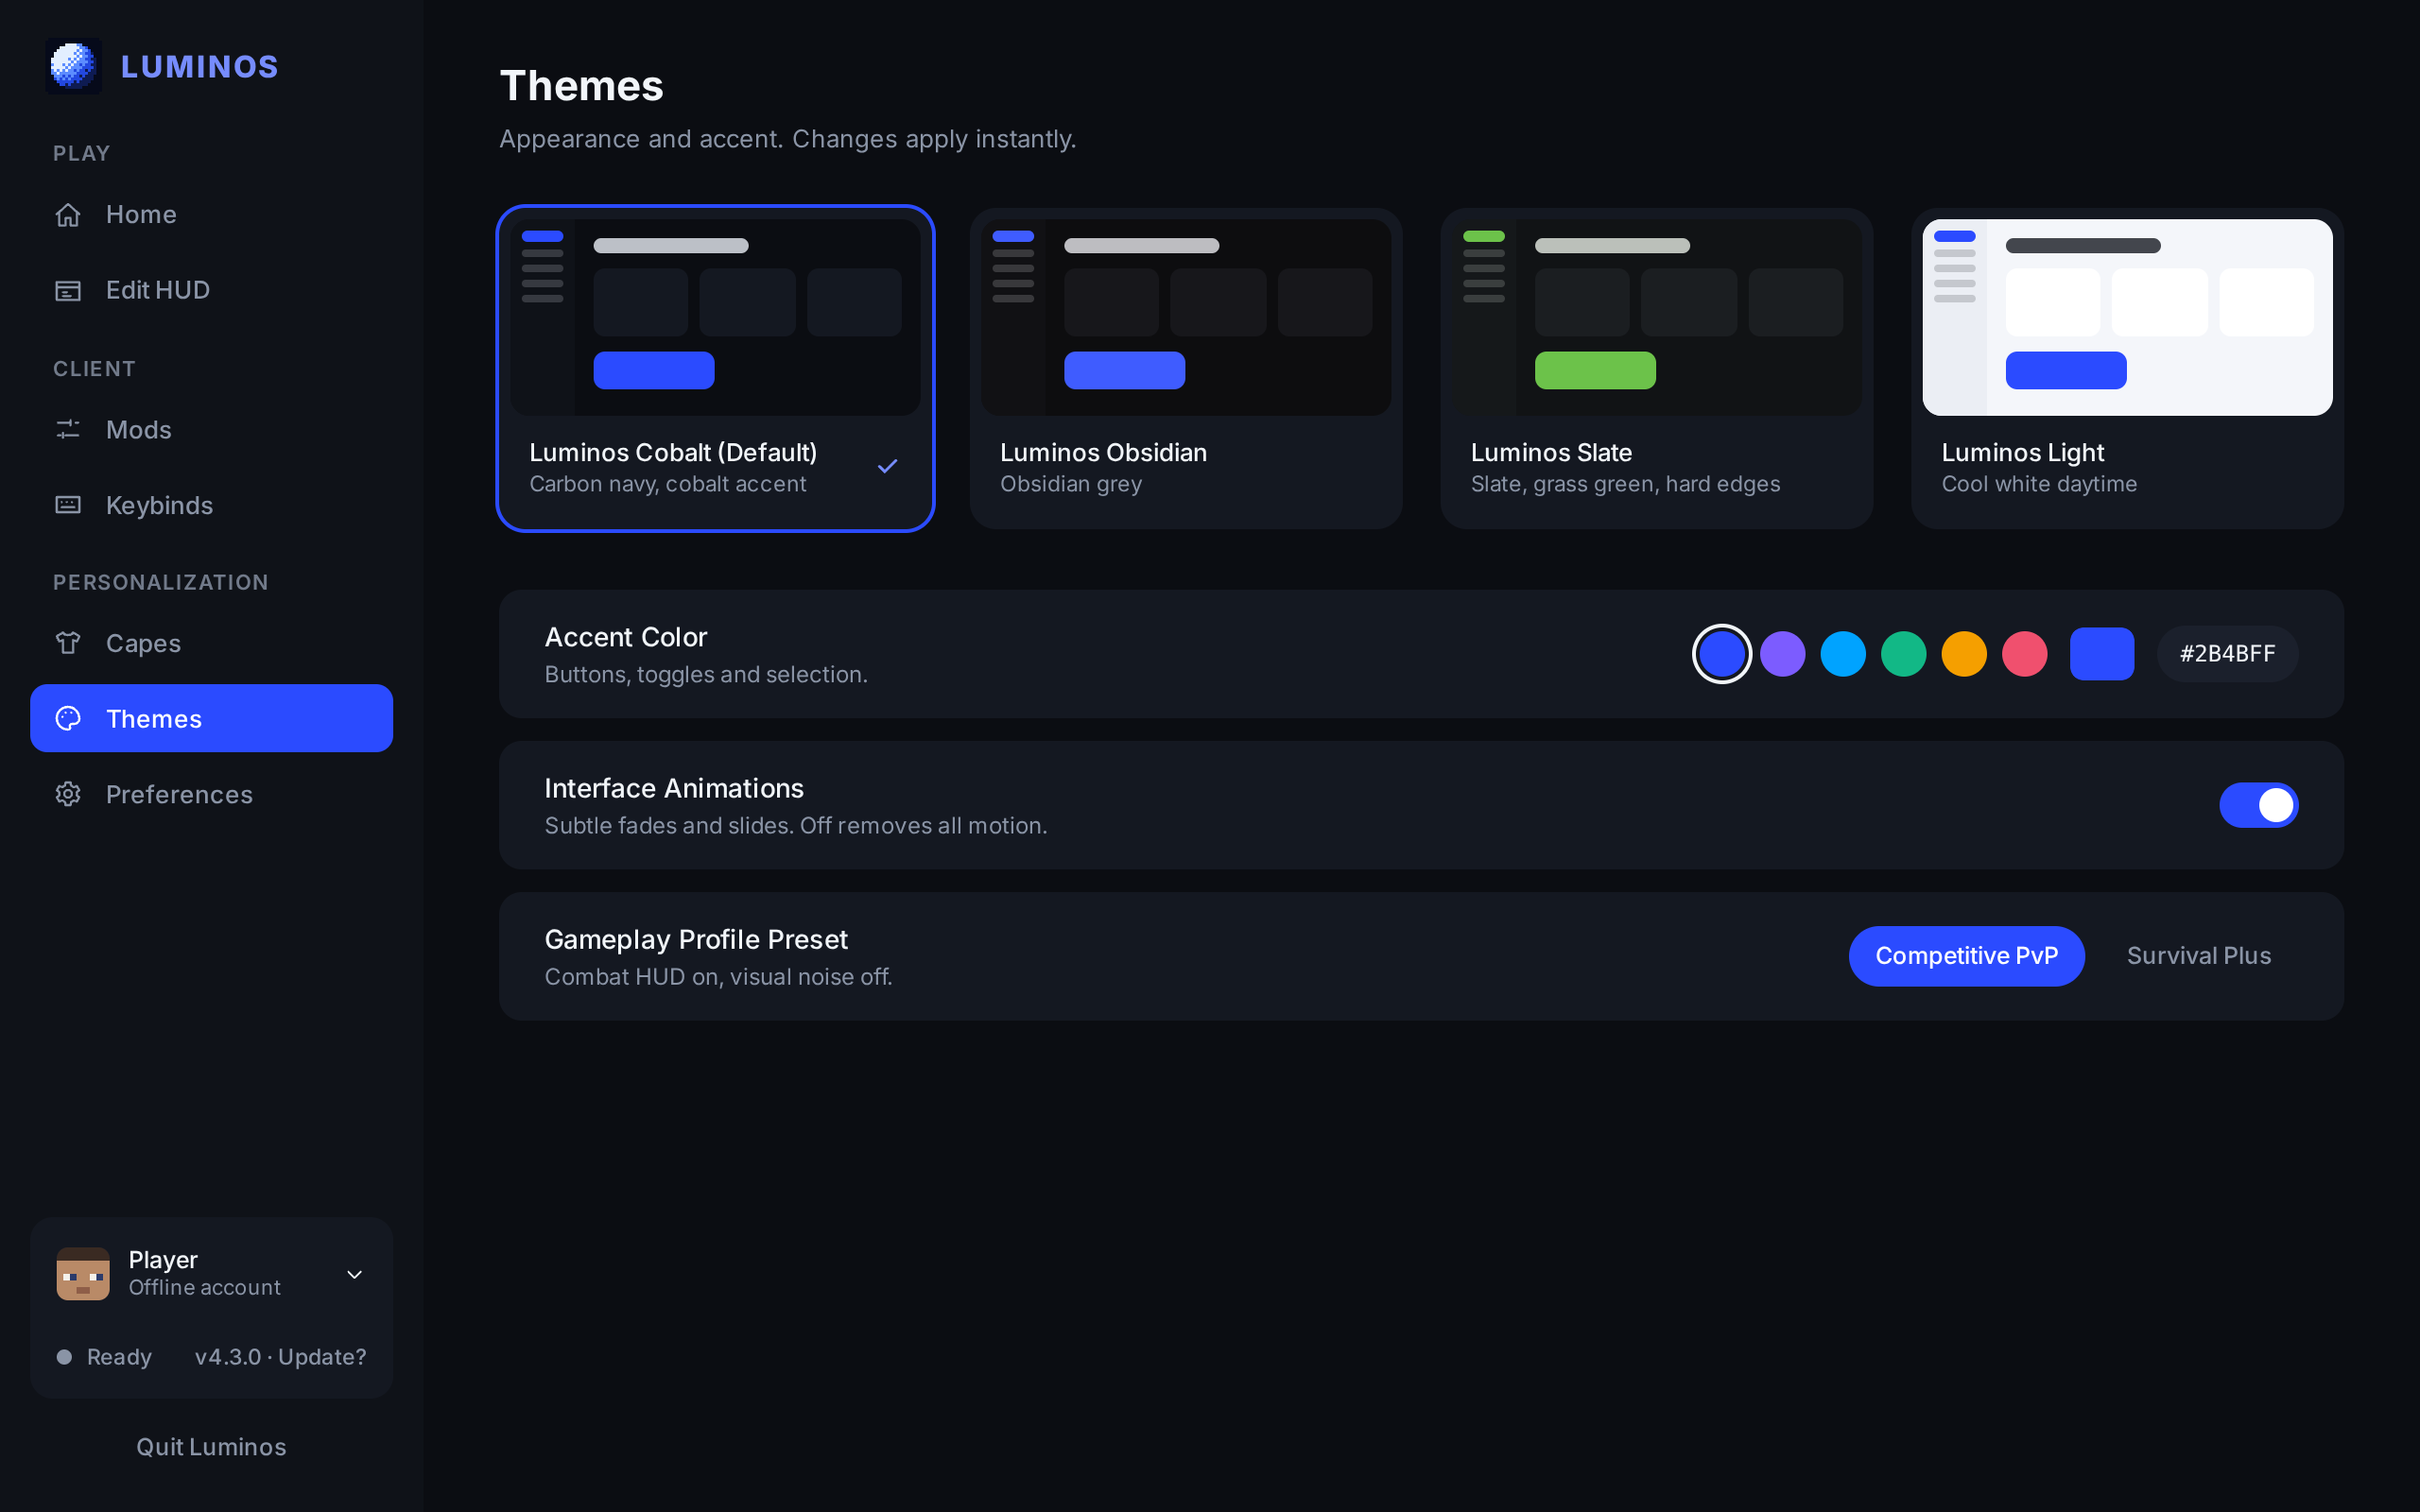 LUMINOS
PLAY
Home
Edit HUD
CLIENT
Mods
Keybinds
PERSONALIZATION
Capes
Themes
Preferences
Player
Offline account
Ready
v4.3.0 · Update?
Quit Luminos
Themes
Appearance and accent. Changes apply instantly.
Luminos Cobalt (Default)
Carbon navy, cobalt accent
Luminos Obsidian
Obsidian grey
Luminos Slate
Slate, grass green, hard edges
Luminos Light
Cool white daytime
Accent Color
Buttons, toggles and selection.
#2B4BFF
Interface Animations
Subtle fades and slides. Off removes all motion.
Gameplay Profile Preset
Combat HUD on, visual noise off.
Competitive PvP
Survival Plus